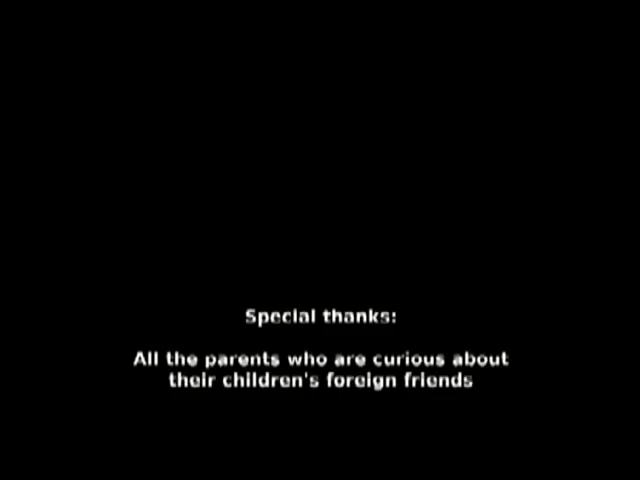 Special thanks:
All the parents who are curious about
their children's foreign friends